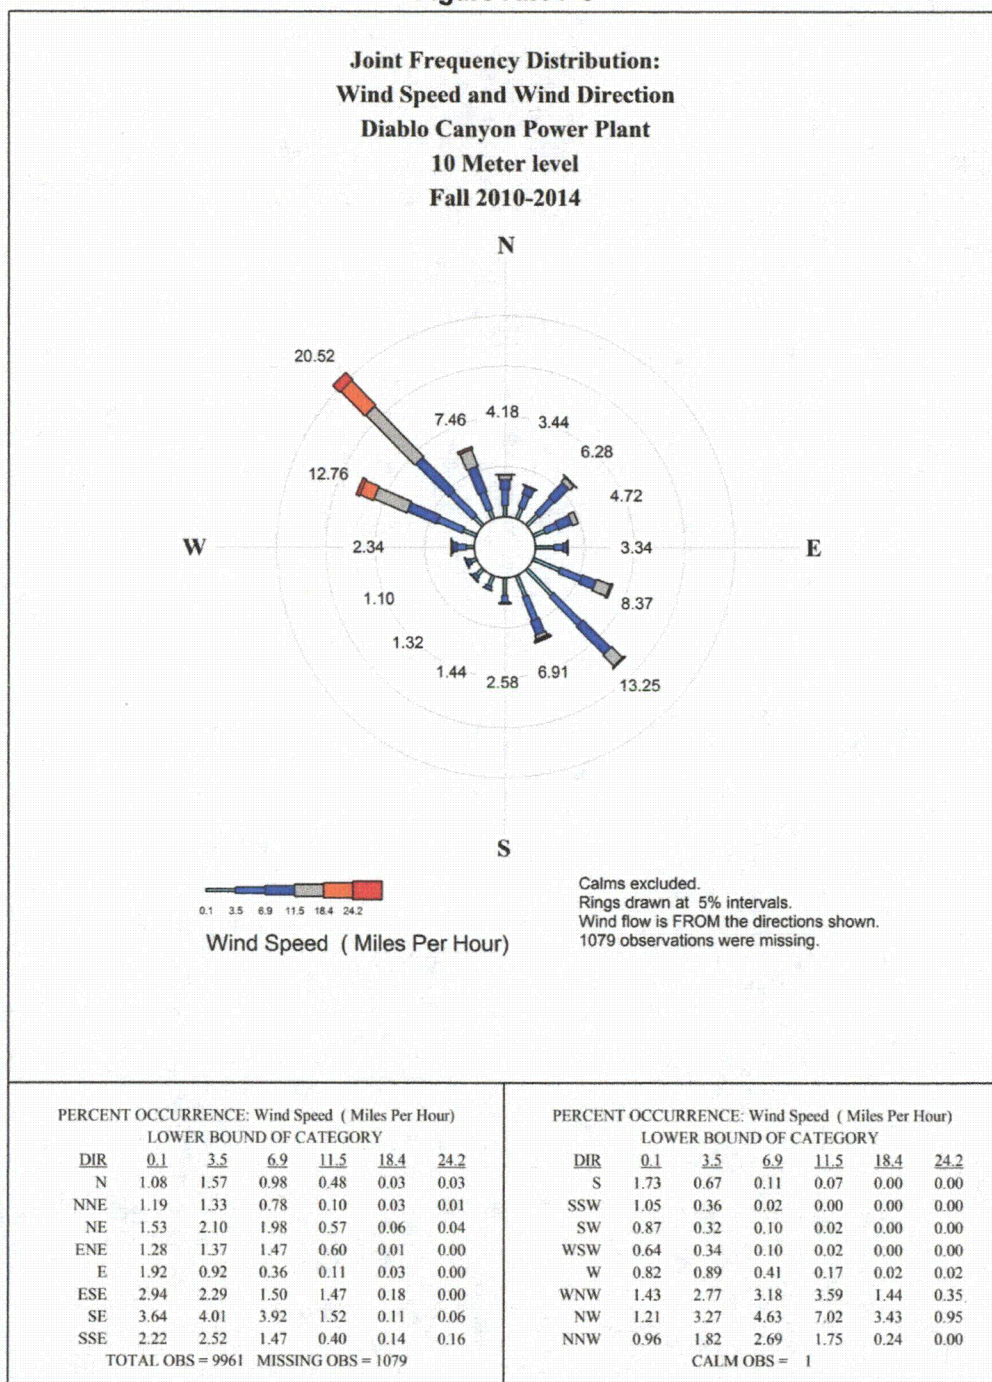 Joint Frequency Distribution:
Wind Speed and Wind Direction
Diablo Canyon Power Plant
10 Meter level
Fall 2010-2014
N
20.52
7.46
4.18
3.44
6.28
12.76
4.72
W
2.34
3.34
E
1.10
8.37
1.32
1.44
2.58
6.91
13.25
S
0.1 3.5 6.9 11.5 18.4 24.2
Wind Speed ( Miles Per Hour)
Calms excluded.
Rings drawn at 5% intervals.
Wind flow is FROM the directions shown.
1079 observations were missing.
PERCENT OCCURRENCE: Wind Speed ( Miles Per Hour)
LOWER BOUND OF CATEGORY
DIR 0.1 3.5 6.9 11.5 18.4 24.2
N 1.08 1.57 0.98 0.48 0.03 0.03
NNE 1.19 1.33 0.78 0.10 0.03 0.01
NE 1.53 2.10 1.98 0.57 0.06 0.04
ENE 1.28 1.37 1.47 0.60 0.01 0.00
E 1.92 0.92 0.36 0.11 0.03 0.00
ESE 2.94 2.29 1.50 1.47 0.18 0.00
SE 3.64 4.01 3.92 1.52 0.11 0.06
SSE 2.22 2.52 1.47 0.40 0.14 0.16
TOTAL OBS = 9961 MISSING OBS = 1079
PERCENT OCCURRENCE: Wind Speed ( Miles Per Hour)
LOWER BOUND OF CATEGORY
DIR 0.1 3.5 6.9 11.5 18.4 24.2
S 1.73 0.67 0.11 0.07 0.00 0.00
SSW 1.05 0.36 0.02 0.00 0.00 0.00
SW 0.87 0.32 0.10 0.02 0.00 0.00
WSW 0.64 0.34 0.10 0.02 0.00 0.00
W 0.82 0.89 0.41 0.17 0.02 0.02
WNW 1.43 2.77 3.18 3.59 1.44 0.35
NW 1.21 3.27 4.63 7.02 3.43 0.95
NNW 0.96 1.82 2.69 1.75 0.24 0.00
CALM OBS = 1